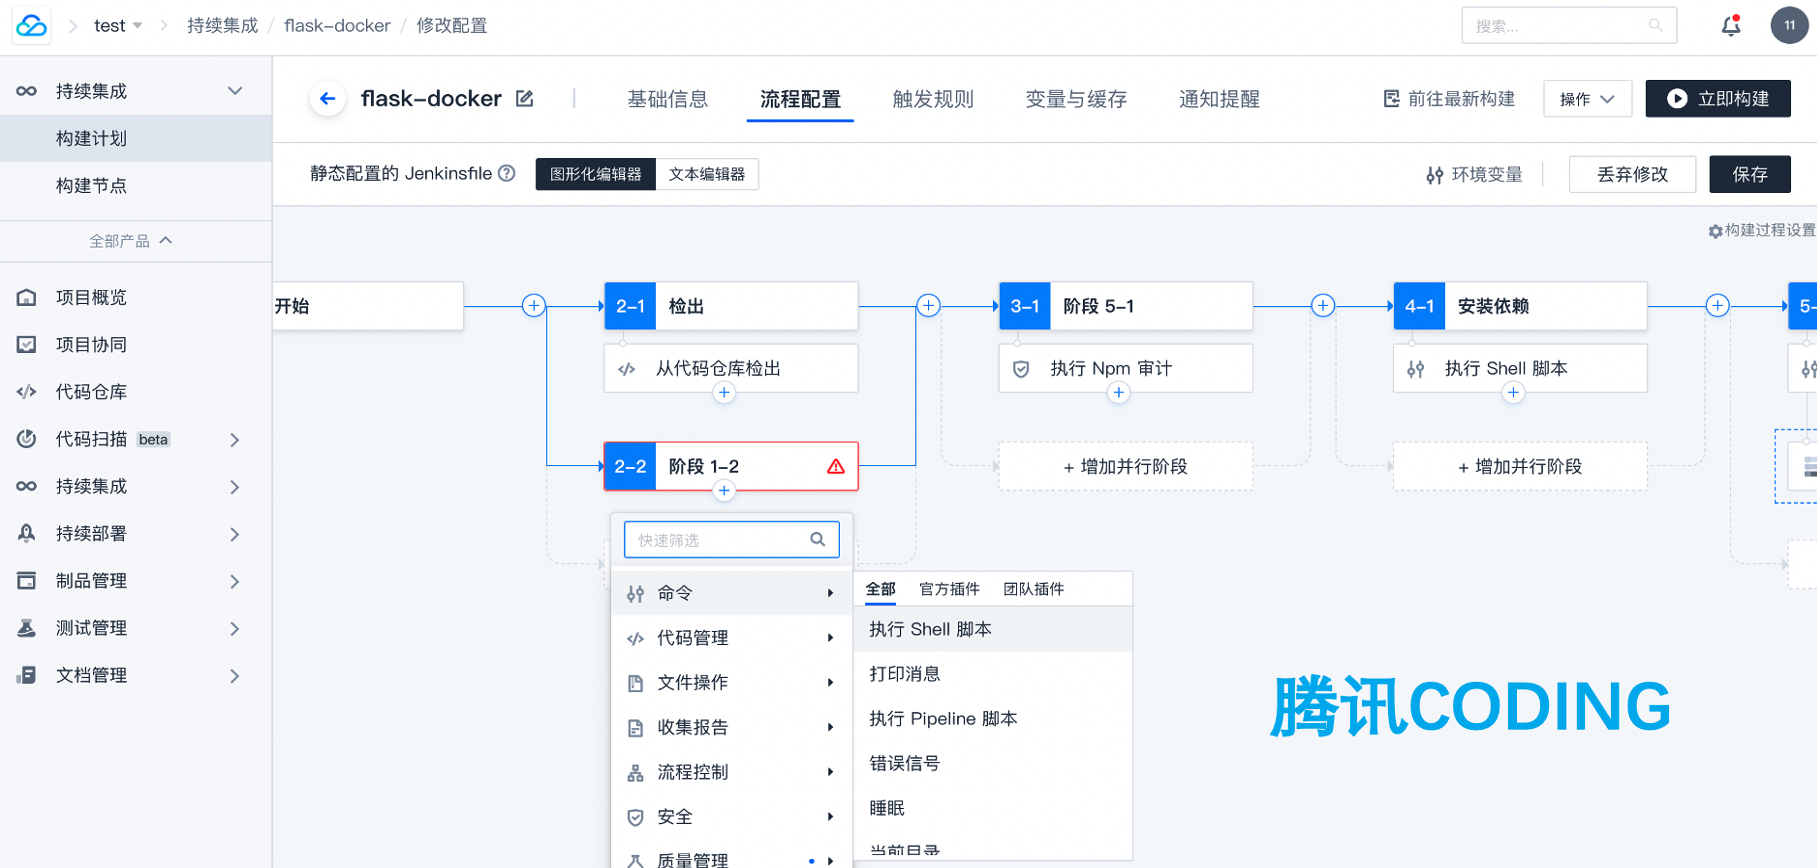 test
持续集成 / flask-docker / 修改配置
搜索...
11
持续集成
构建计划
构建节点
全部产品
项目概览
项目协同
代码仓库
代码扫描 beta
持续集成
持续部署
制品管理
测试管理
文档管理
flask-docker
基础信息
流程配置
触发规则
变量与缓存
通知提醒
前往最新构建
操作
立即构建
静态配置的 Jenkinsfile
图形化编辑器
文本编辑器
环境变量
丢弃修改
保存
构建过程设置
开始
2-1 检出
3-1 阶段 5-1
4-1 安装依赖
5-
从代码仓库检出
执行 Npm 审计
执行 Shell 脚本
2-2 阶段 1-2
+ 增加并行阶段
+ 增加并行阶段
快速筛选
命令
代码管理
文件操作
收集报告
流程控制
安全
质量管理
全部 官方插件 团队插件
执行 Shell 脚本
打印消息
执行 Pipeline 脚本
错误信号
睡眠
当前目录
腾讯CODING